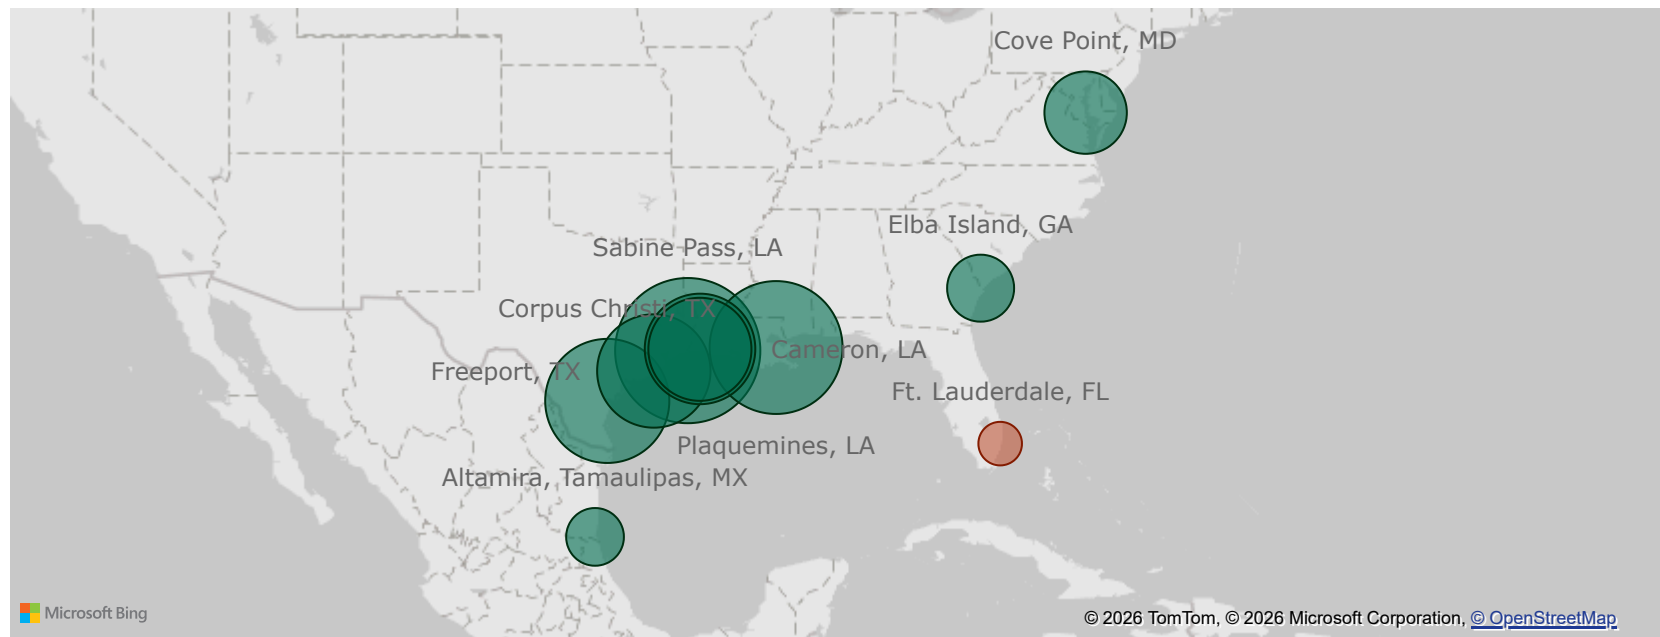 Cove Point, MD
Elba Island, GA
Sabine Pass, LA
Corpus Christi, TX
Cameron, LA
Freeport, TX
Ft. Lauderdale, FL
Plaquemines, LA
Altamira, Tamaulipas, MX
Microsoft Bing
© 2026 TomTom, © 2026 Microsoft Corporation, © OpenStreetMap